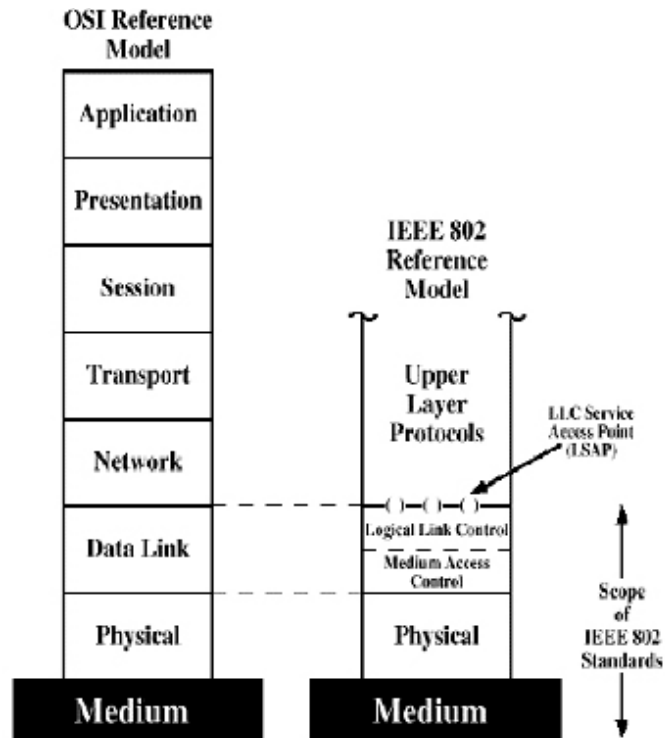 OSI Reference
Model
Application
Presentation
Session
Transport
Network
Data Link
Physical
Medium
IEEE 802
Reference
Model
Upper
Layer
Protocols
LLC Service
Access Point
(LSAP)
Logical Link Control
Medium Access
Control
Physical
Medium
Scope
of
IEEE 802
Standards